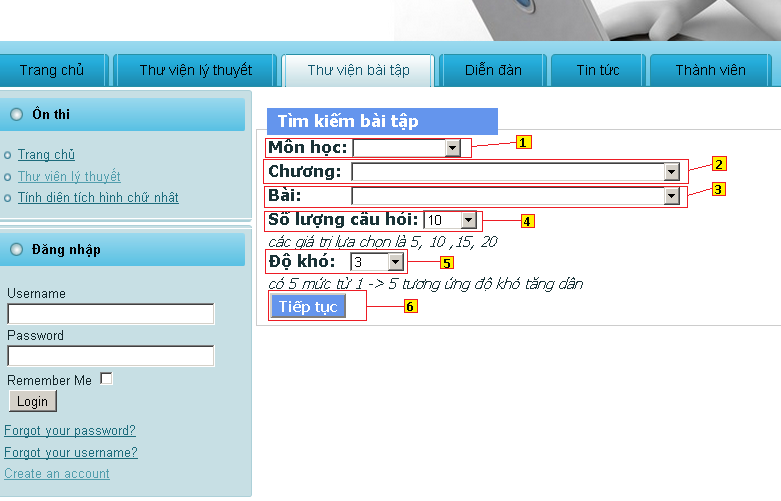 Trang chủ
Thư viện lý thuyết
Thư viện bài tập
Diễn đàn
Tin tức
Thành viên
Ôn thi
Trang chủ
Thư viện lý thuyết
Tính diện tích hình chữ nhật
Đăng nhập
Username
Password
Remember Me
Login
Forgot your password?
Forgot your username?
Create an account
Tìm kiếm bài tập
Môn học:
1
Chương:
2
Bài:
3
Số lượng câu hỏi: 10
4
các giá trị lựa chọn là 5, 10 ,15, 20
Độ khó: 3
5
có 5 mức từ 1 -> 5 tương ứng độ khó tăng dần
Tiếp tục
6